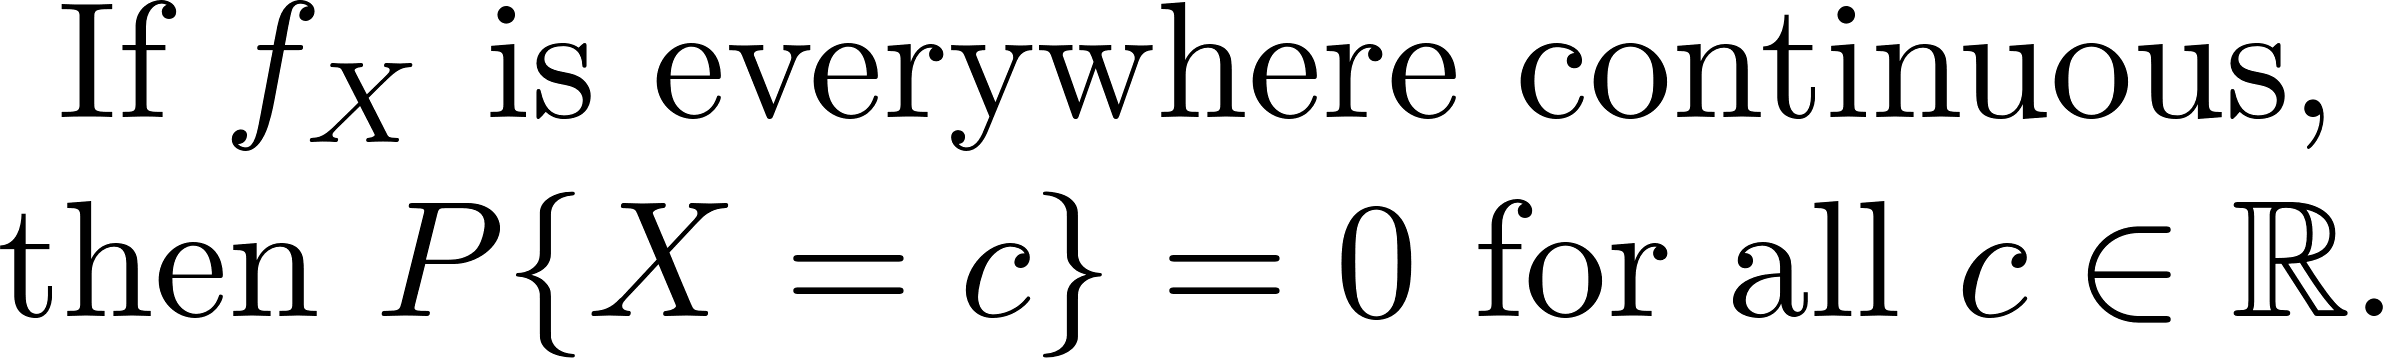 If f_X is everywhere continuous,
then P{X = c} = 0 for all c ∈ ℝ.